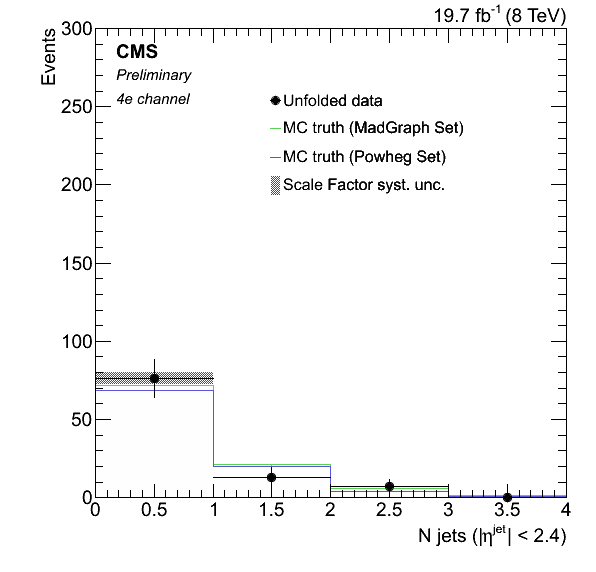 19.7 fb⁻¹ (8 TeV)
Events
CMS
Preliminary
4e channel
Unfolded data
MC truth (MadGraph Set)
MC truth (Powheg Set)
Scale Factor syst. unc.
300
250
200
150
100
50
0
0 0.5 1 1.5 2 2.5 3 3.5 4
N jets (|η^jet| < 2.4)